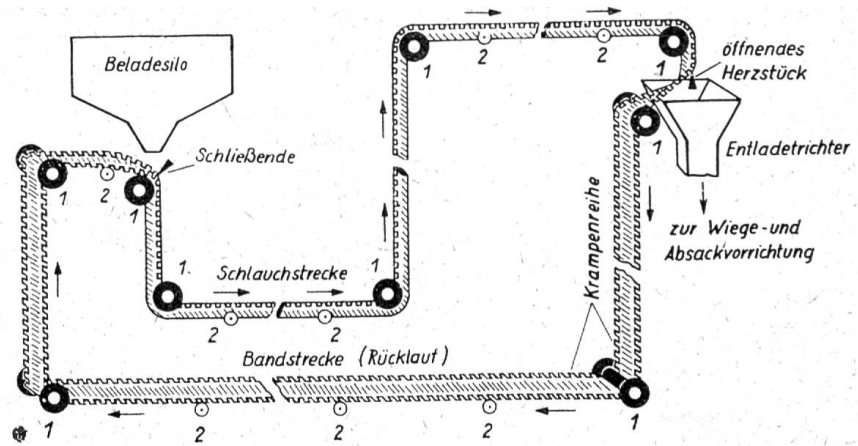 Beladesilo
Schließende
öffnendes
Herzstück
Entladetrichter
zur Wiege- und
Absackvorrichtung
Krampenreihe
Schlauchstrecke
Bandstrecke (Rücklauf)
1
2
1
1
2
2
1
1
2
2
1
1
1
2
2
2
1